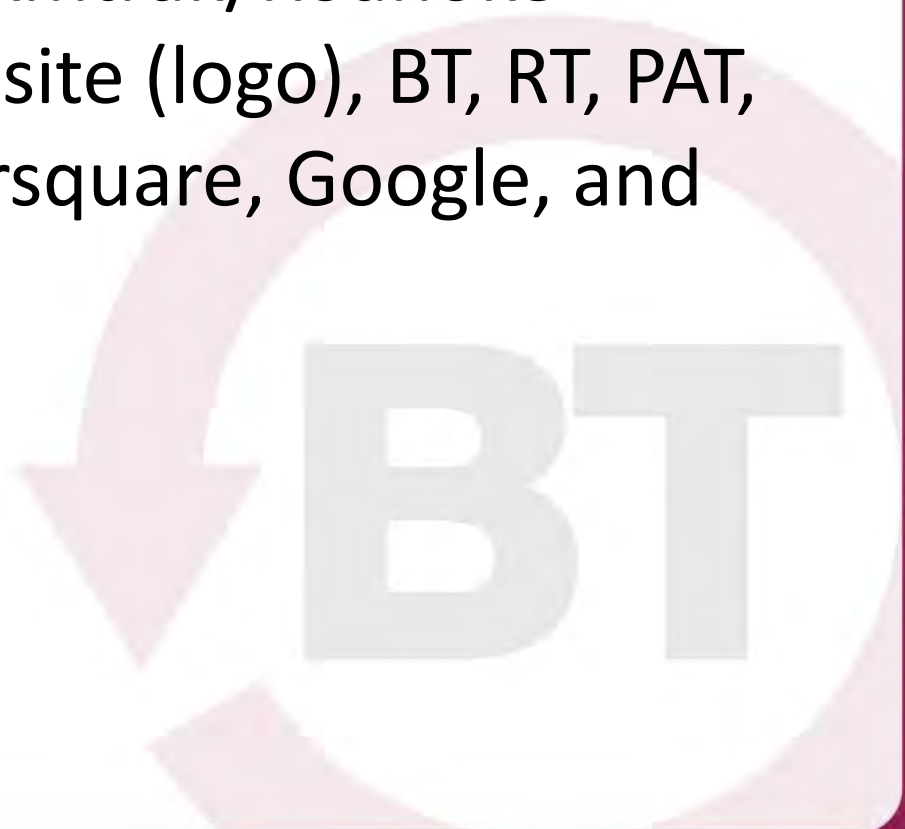 site (logo), BT, RT, PAT,
rsquare, Google, and
BT